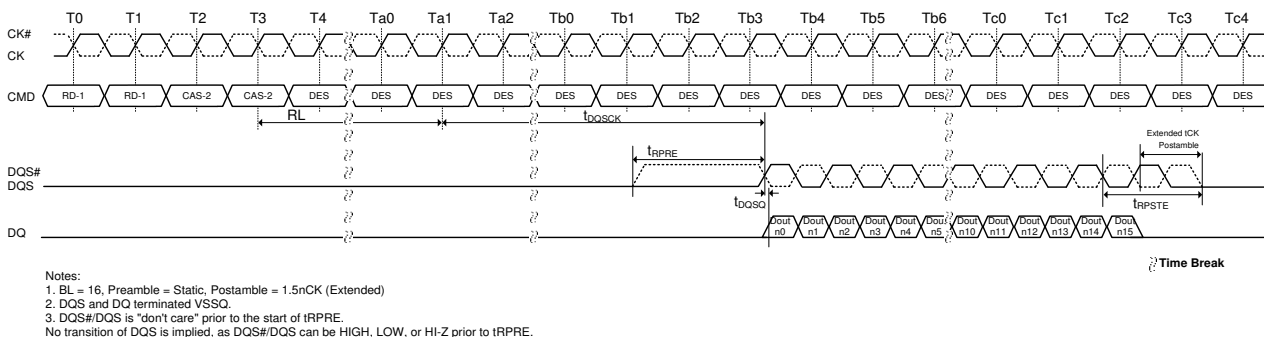 T0 T1 T2 T3 T4 Ta0 Ta1 Ta2 Tb0 Tb1 Tb2 Tb3 Tb4 Tb5 Tb6 Tc0 Tc1 Tc2 Tc3 Tc4
CK#
CK
CMD RD-1 RD-1 CAS-2 CAS-2 DES DES DES DES DES DES DES DES DES DES DES DES DES DES DES DES
RL tDQSCK
Extended tCK
Postamble
tRPRE
DQS#
DQS
tDQSQ tRPSTE
DQ Dout n0 Dout n1 Dout n2 Dout n3 Dout n4 Dout n5 Dout n10 Dout n11 Dout n12 Dout n13 Dout n14 Dout n15
Time Break
Notes:
1. BL = 16, Preamble = Static, Postamble = 1.5nCK (Extended)
2. DQS and DQ terminated VSSQ.
3. DQS#/DQS is "don't care" prior to the start of tRPRE.
No transition of DQS is implied, as DQS#/DQS can be HIGH, LOW, or HI-Z prior to tRPRE.